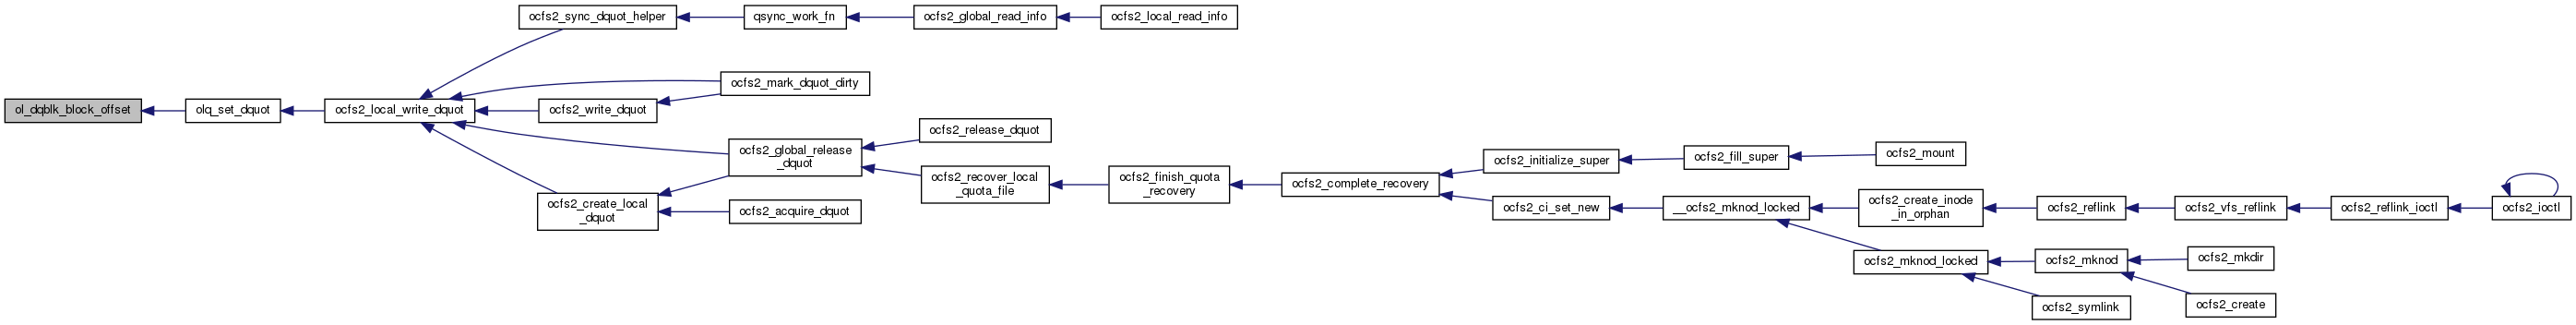 ocfs2_sync_dquot_helper
qsync_work_fn
ocfs2_global_read_info
ocfs2_local_read_info
ocfs2_mark_dquot_dirty
ol_dqblk_block_offset
olq_set_dquot
ocfs2_local_write_dquot
ocfs2_write_dquot
ocfs2_release_dquot
ocfs2_global_release
_dquot
ocfs2_recover_local
_quota_file
ocfs2_finish_quota
_recovery
ocfs2_complete_recovery
ocfs2_initialize_super
ocfs2_fill_super
ocfs2_mount
ocfs2_create_local
_dquot
ocfs2_acquire_dquot
ocfs2_ci_set_new
__ocfs2_mknod_locked
ocfs2_create_inode
_in_orphan
ocfs2_reflink
ocfs2_vfs_reflink
ocfs2_reflink_ioctl
ocfs2_ioctl
ocfs2_mknod_locked
ocfs2_mknod
ocfs2_mkdir
ocfs2_symlink
ocfs2_create